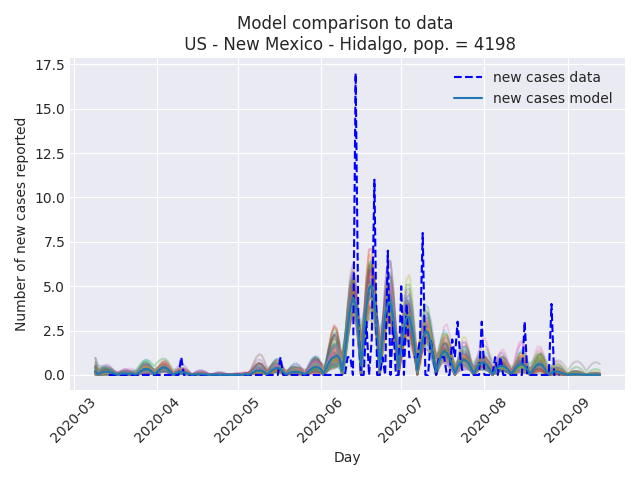 Model comparison to data
US - New Mexico - Hidalgo, pop. = 4198
17.5
15.0
12.5
10.0
7.5
5.0
2.5
0.0
Number of new cases reported
new cases data
new cases model
2020-03
2020-04
2020-05
2020-06
2020-07
2020-08
2020-09
Day